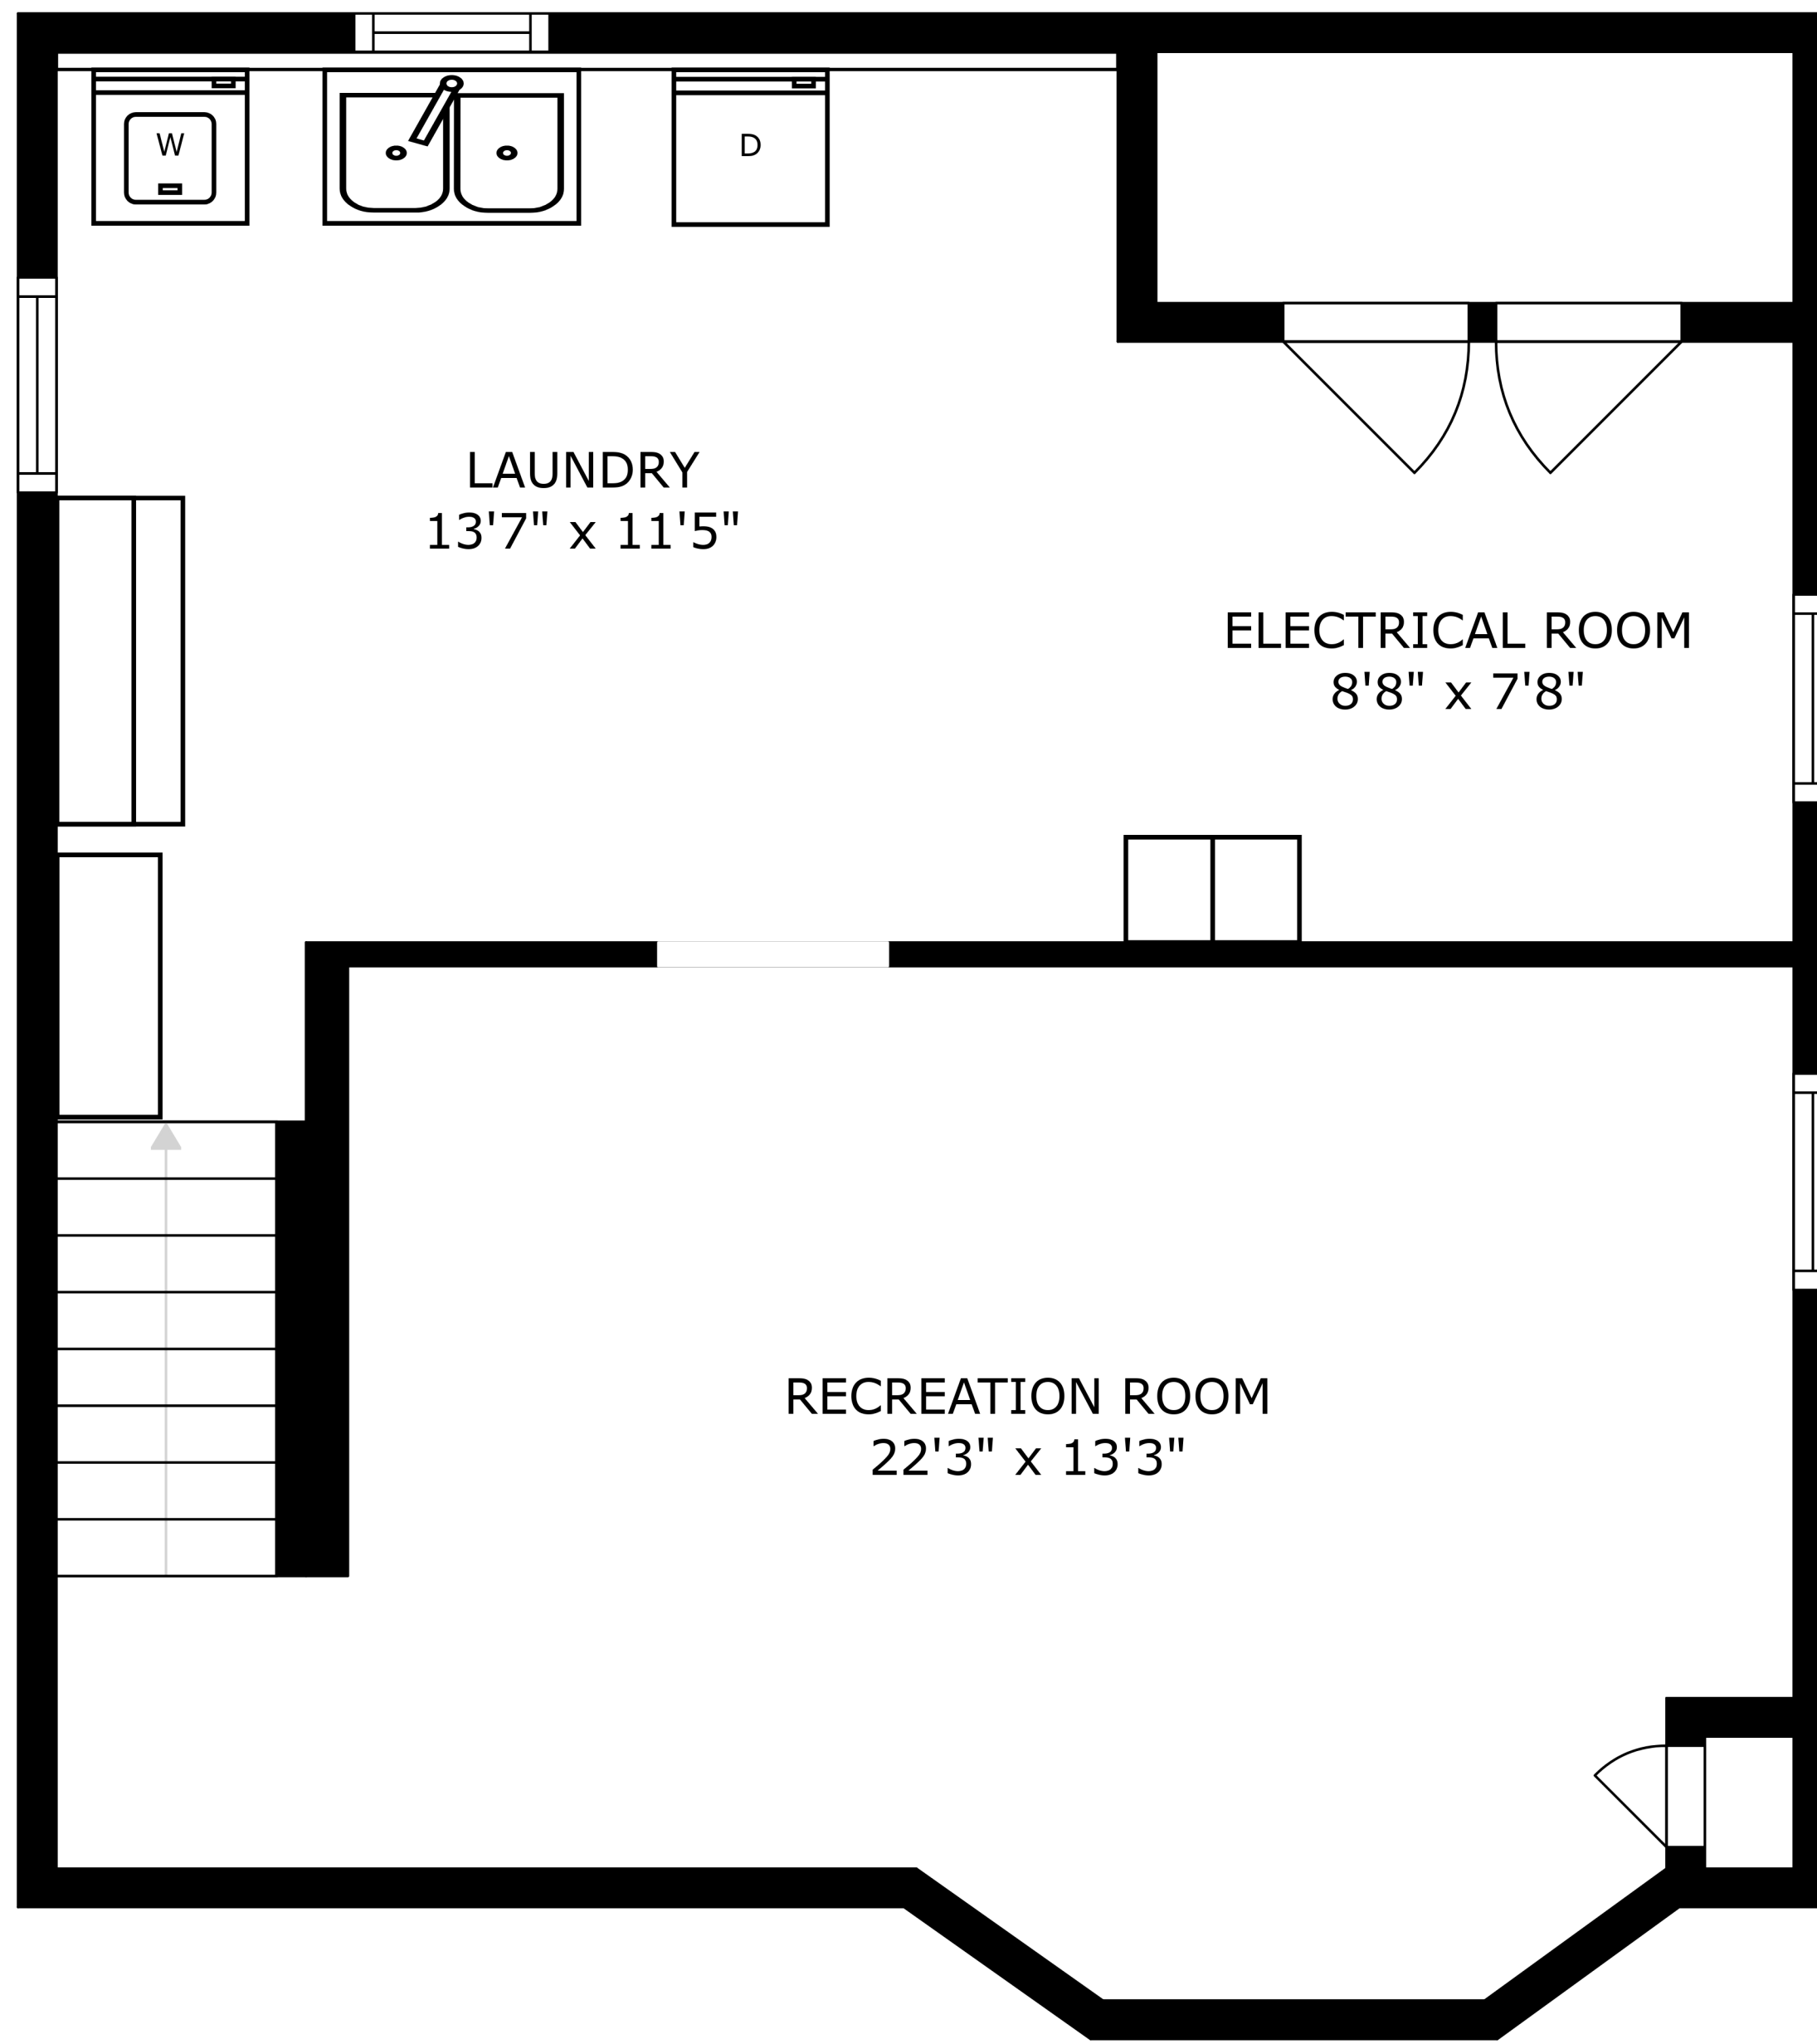 W
D
LAUNDRY
13'7" x 11'5"
ELECTRICAL ROOM
8'8" x 7'8"
RECREATION ROOM
22'3" x 13'3"